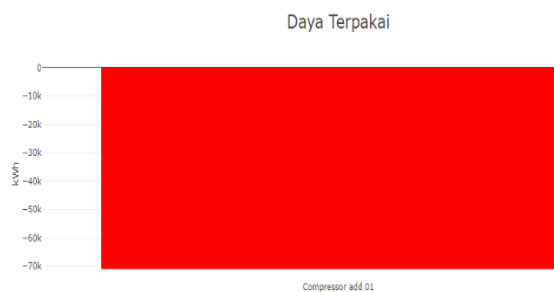 Daya Terpakai
0
−10k
−20k
−30k
−40k
−50k
−60k
−70k
kWh
Compressor add 01